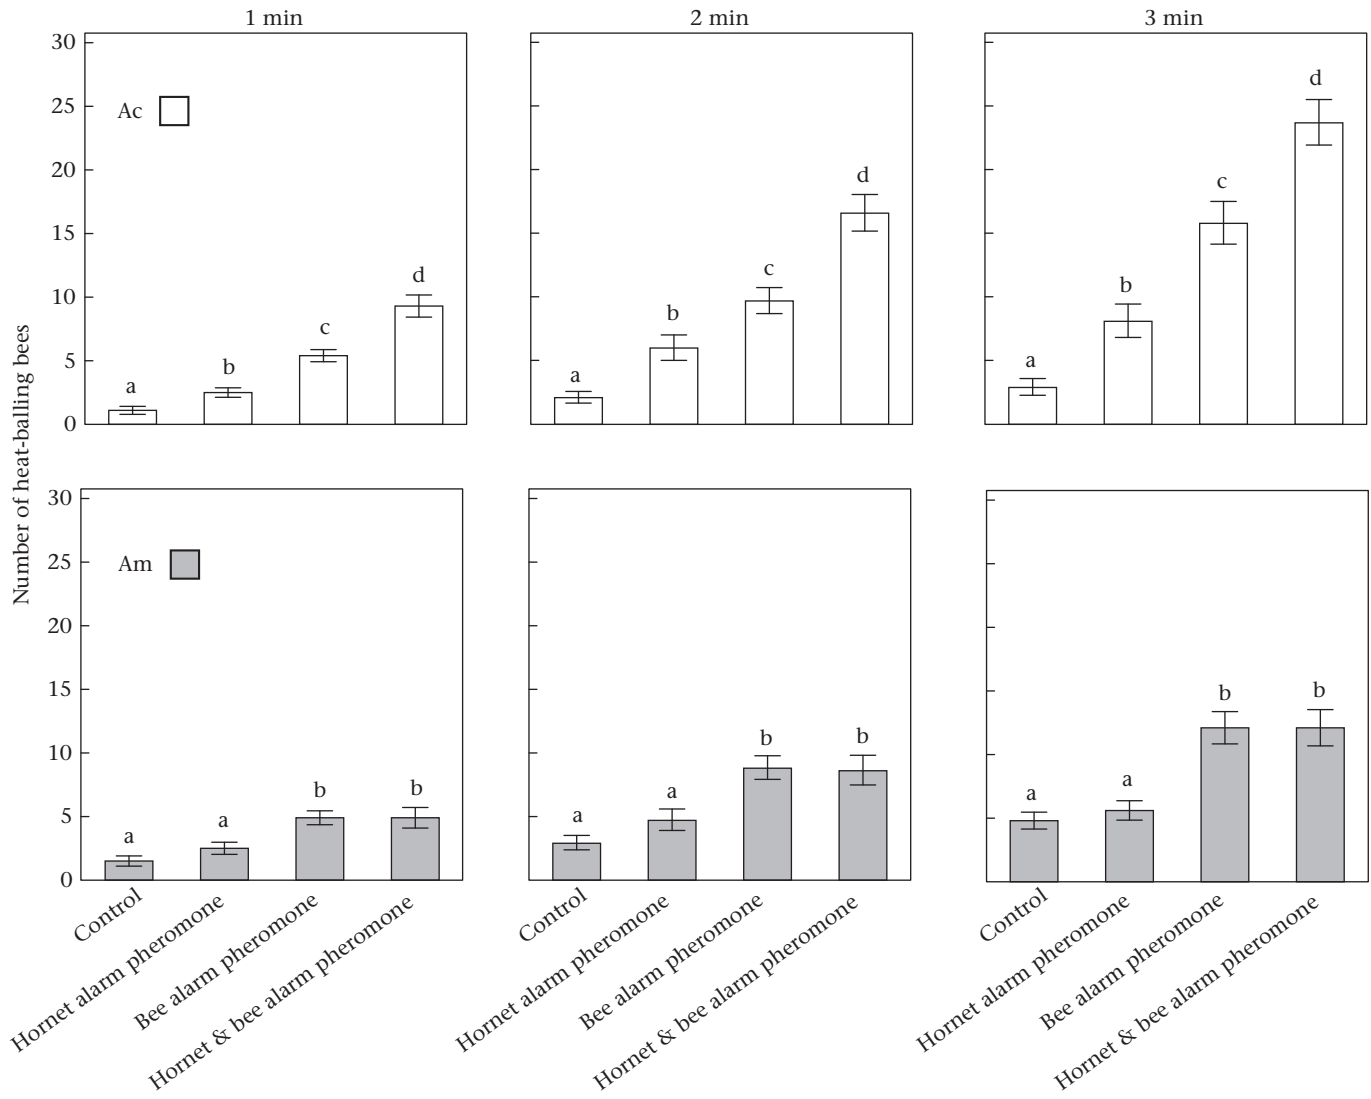 1 min
2 min
3 min
Number of heat-balling bees
30
25
20
15
10
5
0
Ac
a
b
c
d
a
b
c
d
a
b
c
d
30
25
20
15
10
5
0
Am
a
a
b
b
a
a
b
b
a
a
b
b
Control
Hornet alarm pheromone
Bee alarm pheromone
Hornet & bee alarm pheromone
Control
Hornet alarm pheromone
Bee alarm pheromone
Hornet & bee alarm pheromone
Control
Hornet alarm pheromone
Bee alarm pheromone
Hornet & bee alarm pheromone